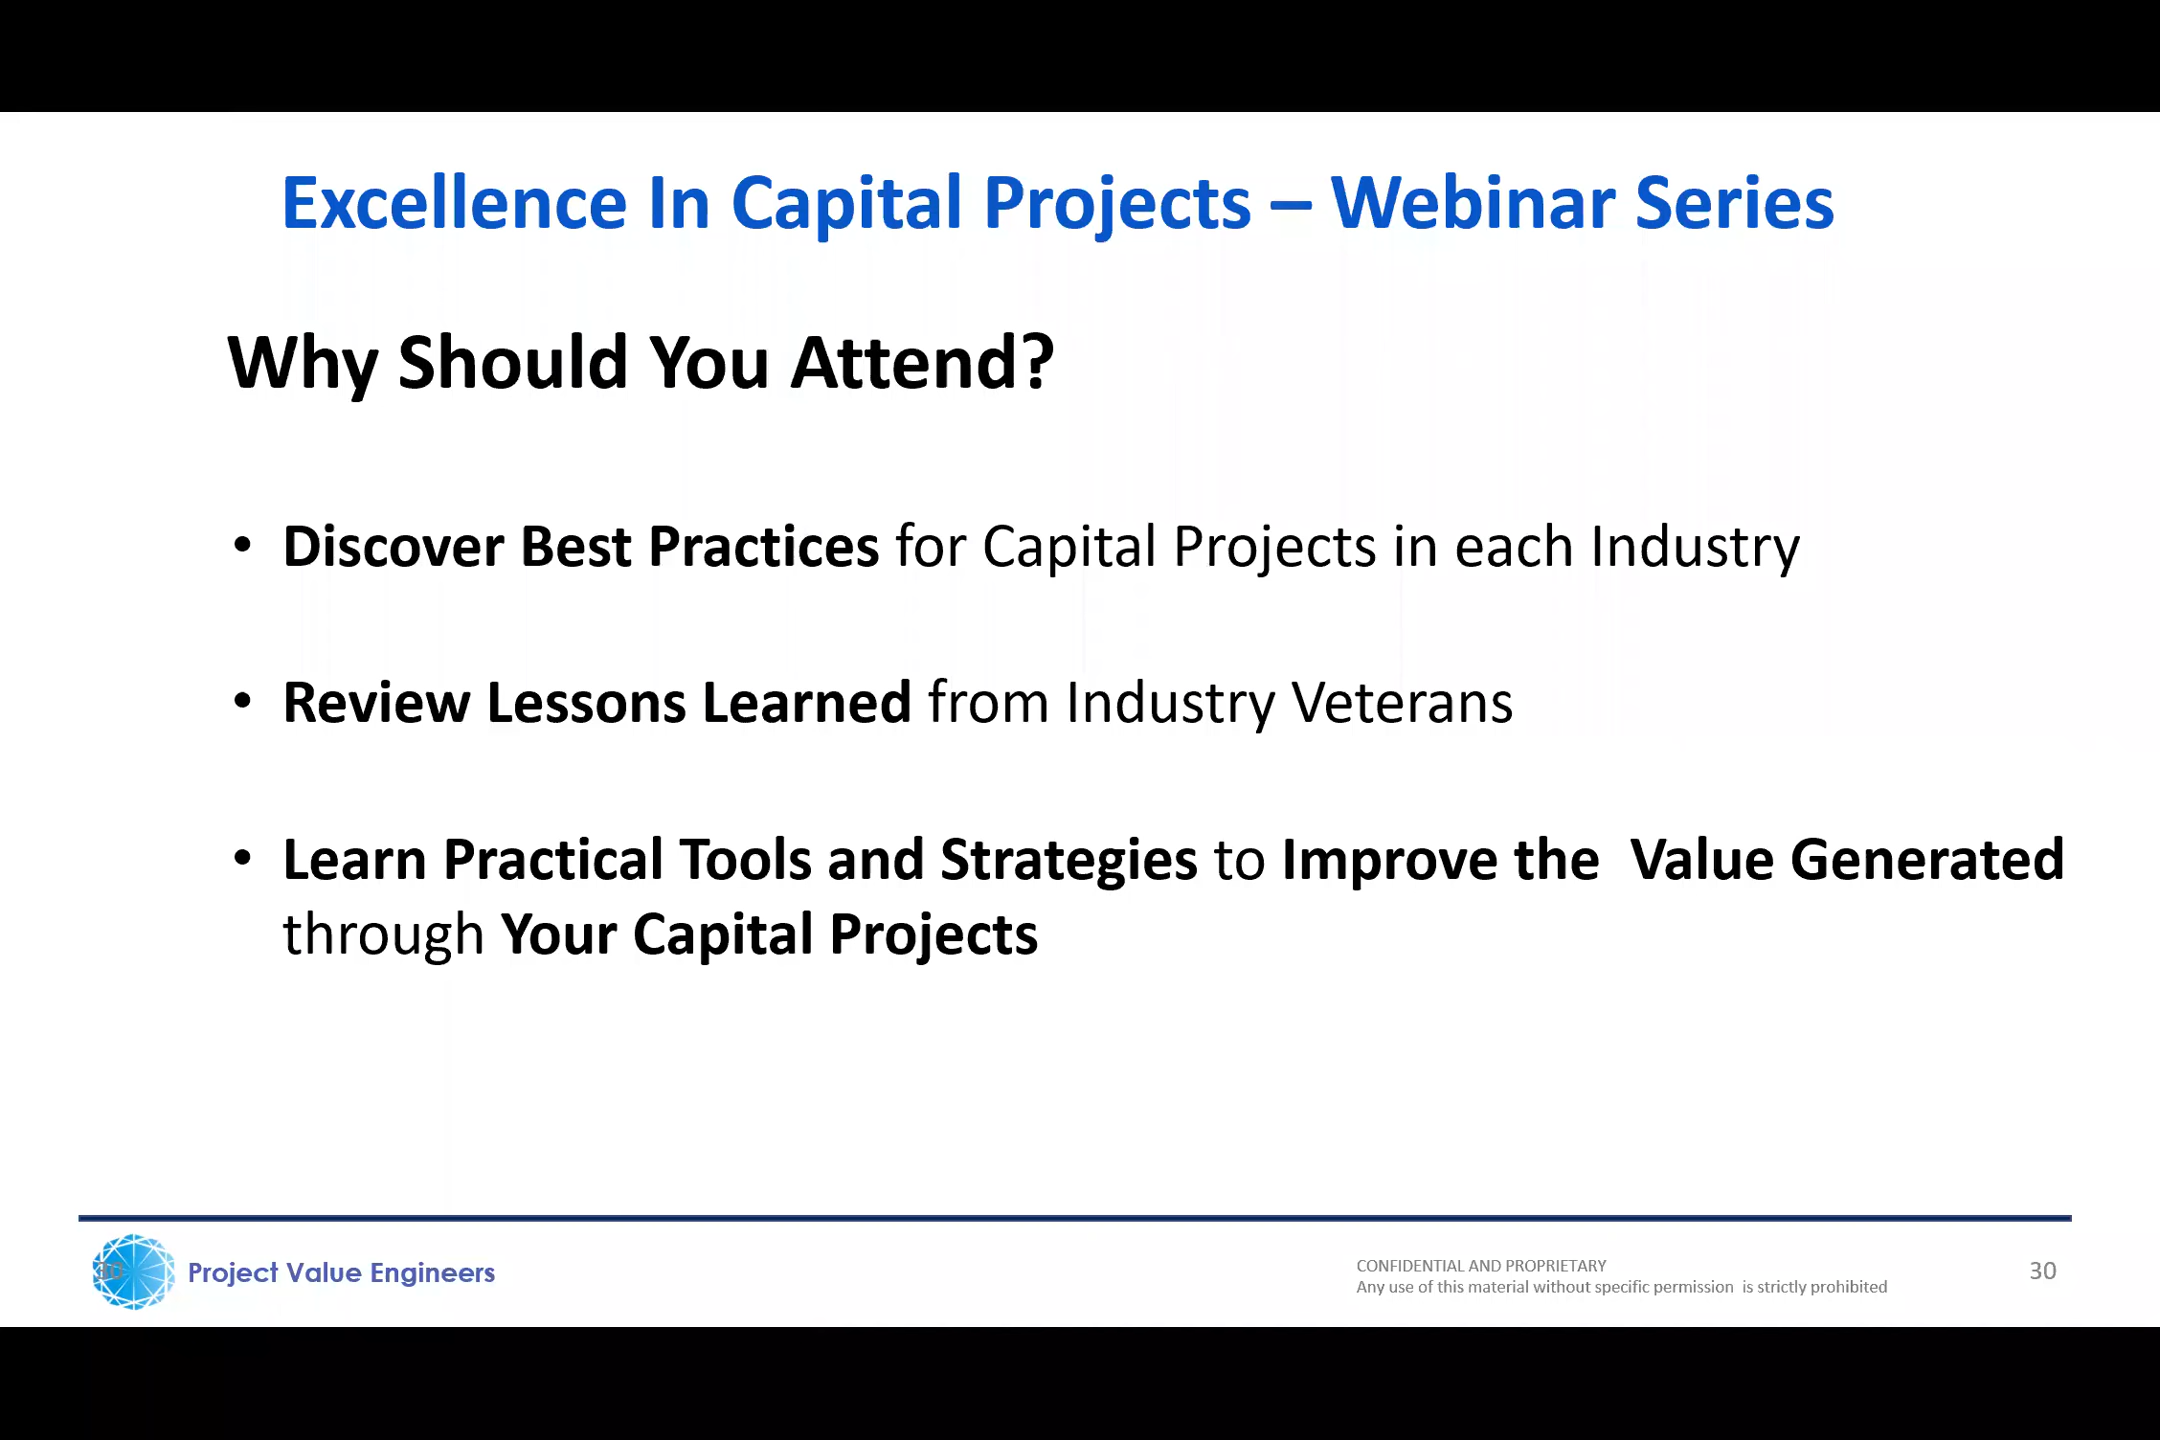 Excellence In Capital Projects – Webinar Series
Why Should You Attend?
• Discover Best Practices for Capital Projects in each Industry
• Review Lessons Learned from Industry Veterans
• Learn Practical Tools and Strategies to Improve the  Value Generated
through Your Capital Projects
30
Project Value Engineers
CONFIDENTIAL AND PROPRIETARY
Any use of this material without specific permission  is strictly prohibited
30